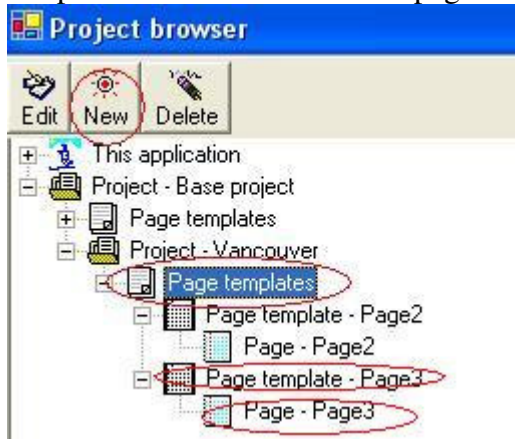 Project browser
Edit New Delete
This application
Project - Base project
Page templates
Project - Vancouver
Page templates
Page template - Page2
Page - Page2
Page template - Page3
Page - Page3